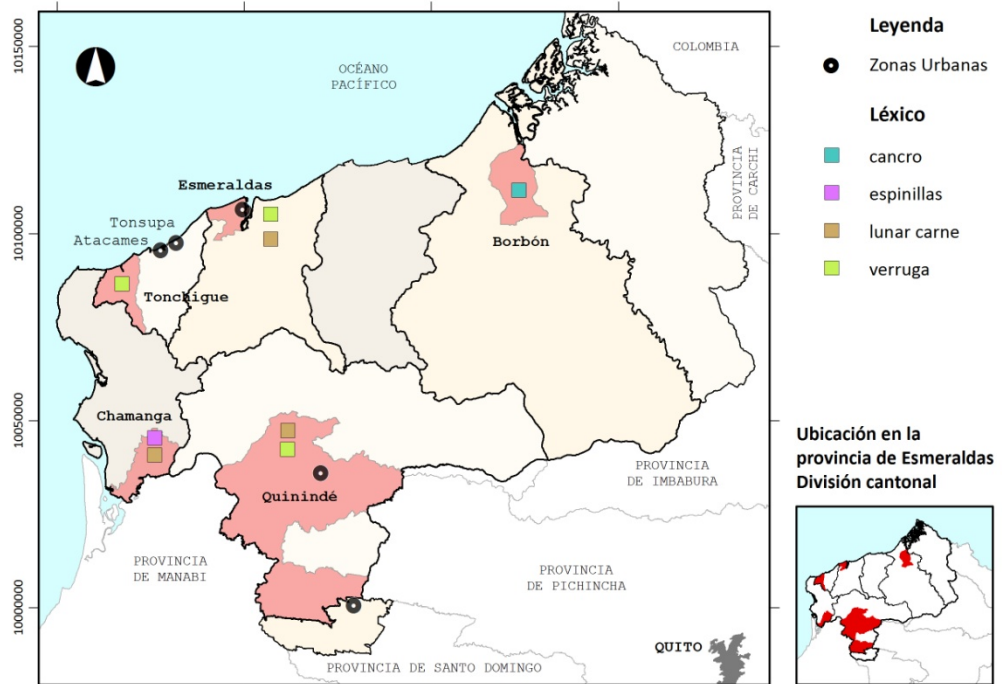 10150000
10100000
10050000
10000000
OCÉANO
PACÍFICO
COLOMBIA
PROVINCIA
DE CARCHI
Esmeraldas
Tonsupa
Atacames
Tonchigue
Borbón
Chamanga
Quinindé
PROVINCIA
DE IMBABURA
PROVINCIA
DE MANABI
PROVINCIA
DE PICHINCHA
PROVINCIA DE SANTO DOMINGO
QUITO
Leyenda
Zonas Urbanas
Léxico
cancro
espinillas
lunar carne
verruga
Ubicación en la
provincia de Esmeraldas
División cantonal